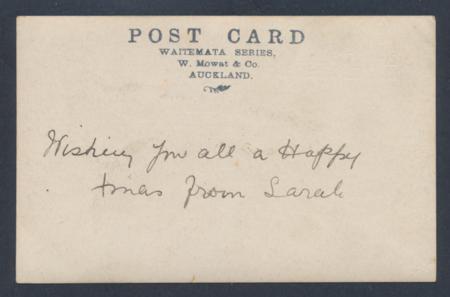 POST CARD
WAITEMATA SERIES,
W. Mowat & Co.
AUCKLAND.
Wishing you all a Happy
Xmas from Sarah